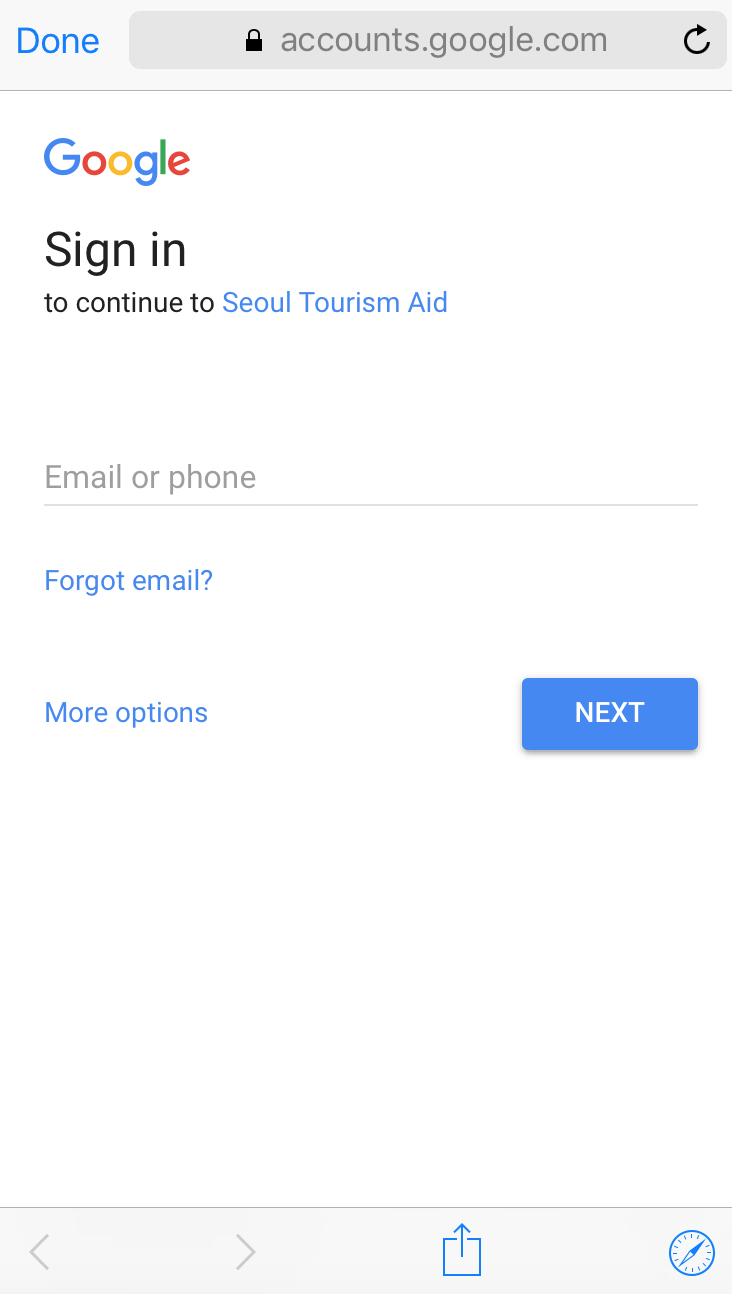 Done
accounts.google.com
Google
Sign in
to continue to Seoul Tourism Aid
Email or phone
Forgot email?
More options
NEXT